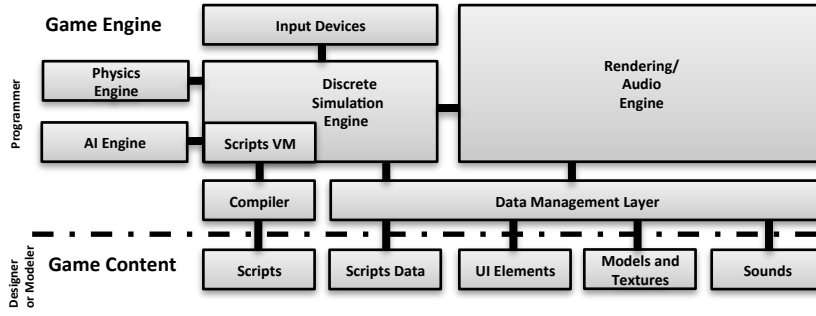 Game Engine
Input Devices
Rendering/
Audio
Engine
Programmer
Physics
Engine
Discrete
Simulation
Engine
AI Engine
Scripts VM
Compiler
Data Management Layer
Designer
or Modeler
Game Content
Scripts
Scripts Data
UI Elements
Models and
Textures
Sounds